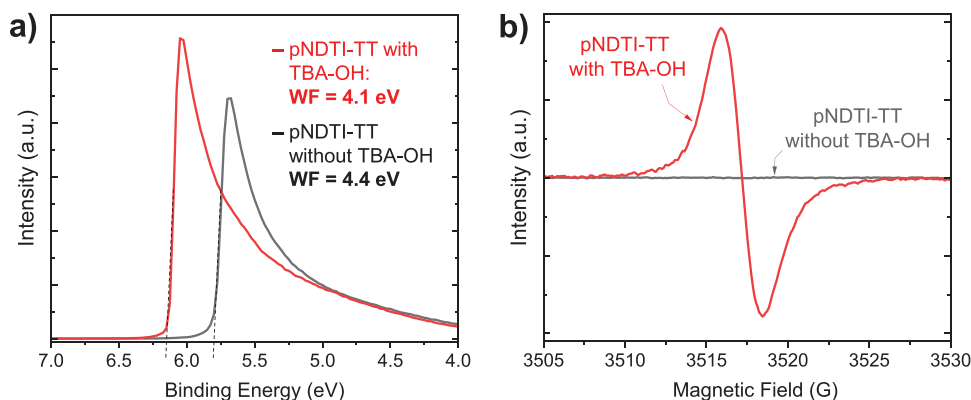 a)
pNDTI-TT with
TBA-OH:
WF = 4.1 eV
pNDTI-TT
without TBA-OH
WF = 4.4 eV
Intensity (a.u.)
7.0 6.5 6.0 5.5 5.0 4.5 4.0
Binding Energy (eV)
b)
pNDTI-TT
with TBA-OH
pNDTI-TT
without TBA-OH
Intensity (a.u.)
3505 3510 3515 3520 3525 3530
Magnetic Field (G)